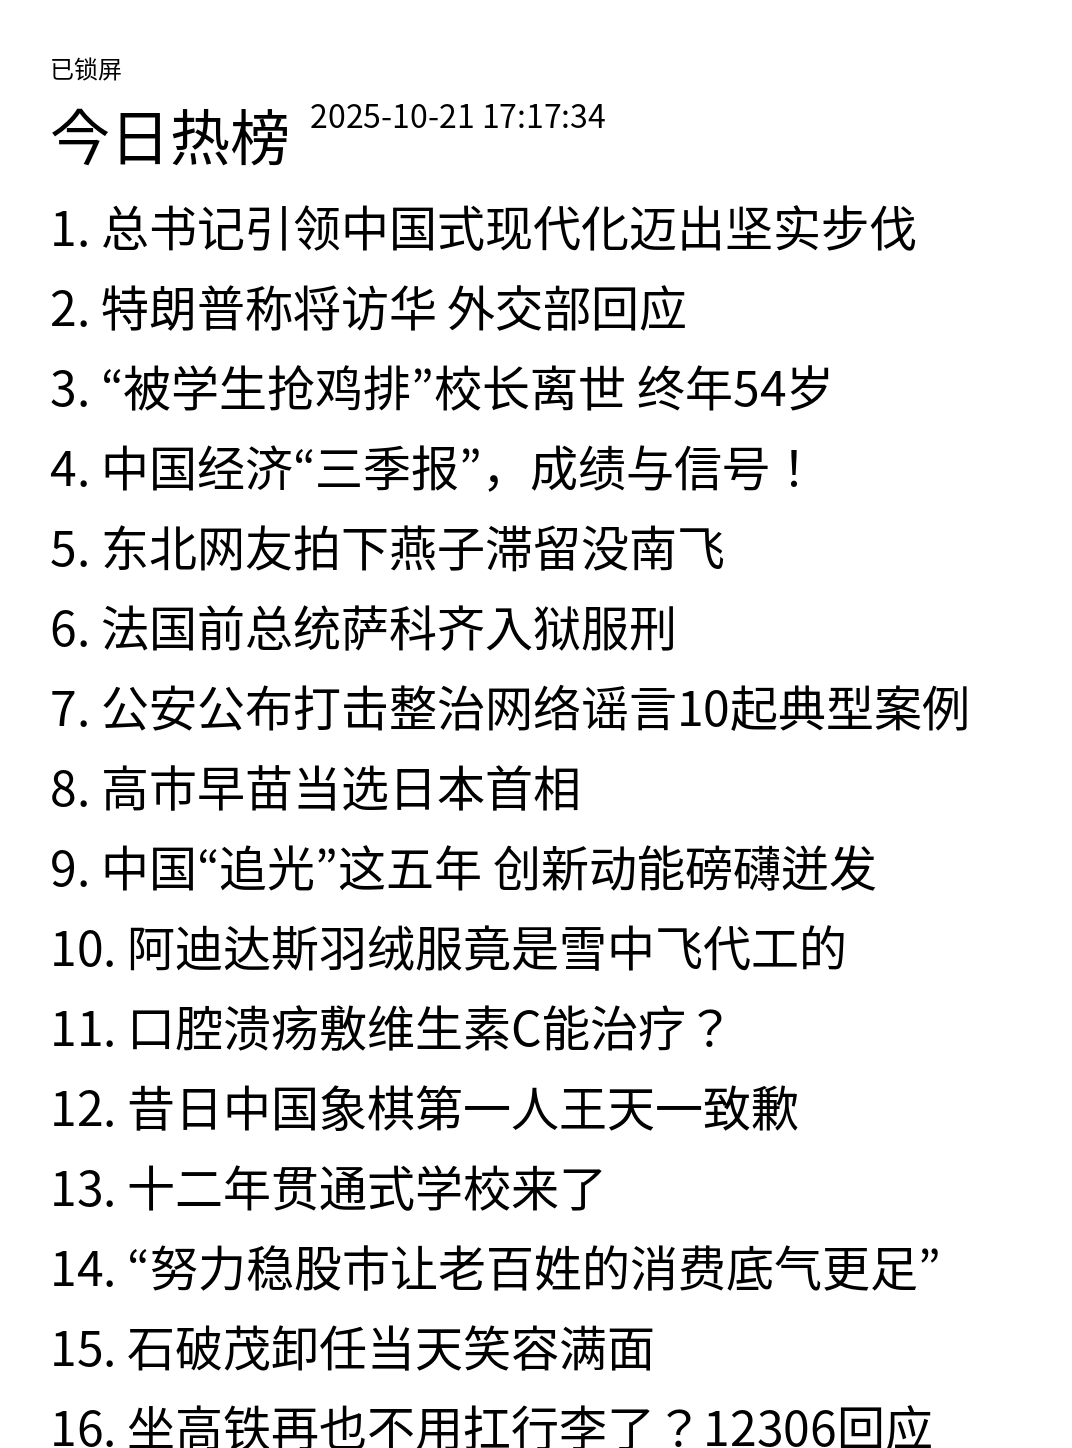 已锁屏
今日热榜 2025-10-21 17:17:34
1. 总书记引领中国式现代化迈出坚实步伐
2. 特朗普称将访华 外交部回应
3. “被学生抢鸡排”校长离世 终年54岁
4. 中国经济“三季报”，成绩与信号！
5. 东北网友拍下燕子滞留没南飞
6. 法国前总统萨科齐入狱服刑
7. 公安公布打击整治网络谣言10起典型案例
8. 高市早苗当选日本首相
9. 中国“追光”这五年 创新动能磅礴迸发
10. 阿迪达斯羽绒服竟是雪中飞代工的
11. 口腔溃疡敷维生素C能治疗？
12. 昔日中国象棋第一人王天一致歉
13. 十二年贯通式学校来了
14. “努力稳股市让老百姓的消费底气更足”
15. 石破茂卸任当天笑容满面
16. 坐高铁再也不用扛行李了？12306回应